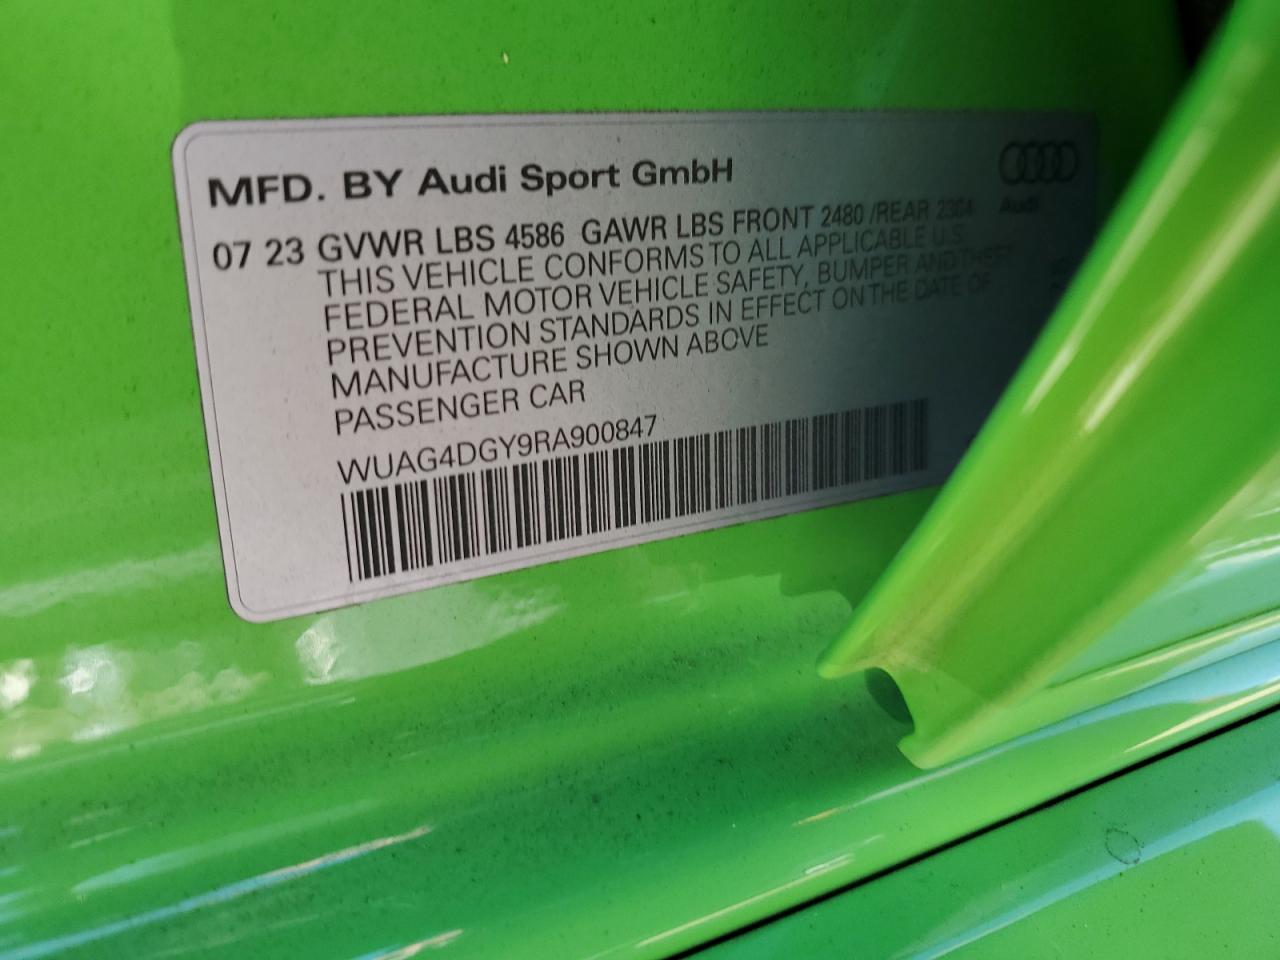 MFD. BY Audi Sport GmbH
07 23 GVWR LBS 4586 GAWR LBS FRONT 2480 /REAR 2304
Audi
THIS VEHICLE CONFORMS TO ALL APPLICABLE U.S.
FEDERAL MOTOR VEHICLE SAFETY, BUMPER AND THEFT
PREVENTION STANDARDS IN EFFECT ON THE DATE OF
MANUFACTURE SHOWN ABOVE
PASSENGER CAR
WUAG4DGY9RA900847